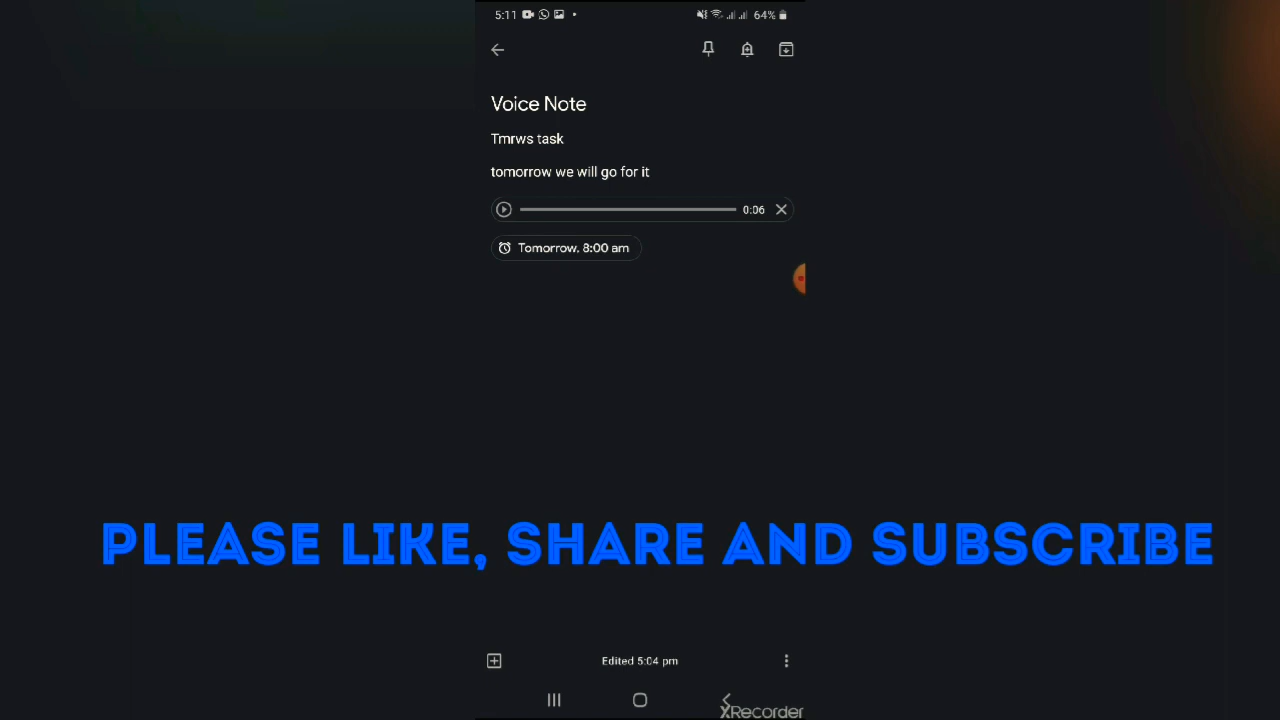 5:11 64%
Voice Note
Tmrws task
tomorrow we will go for it
0:06
Tomorrow, 8:00 am
PLEASE LIKE, SHARE AND SUBSCRIBE
Edited 5:04 pm
XRecorder